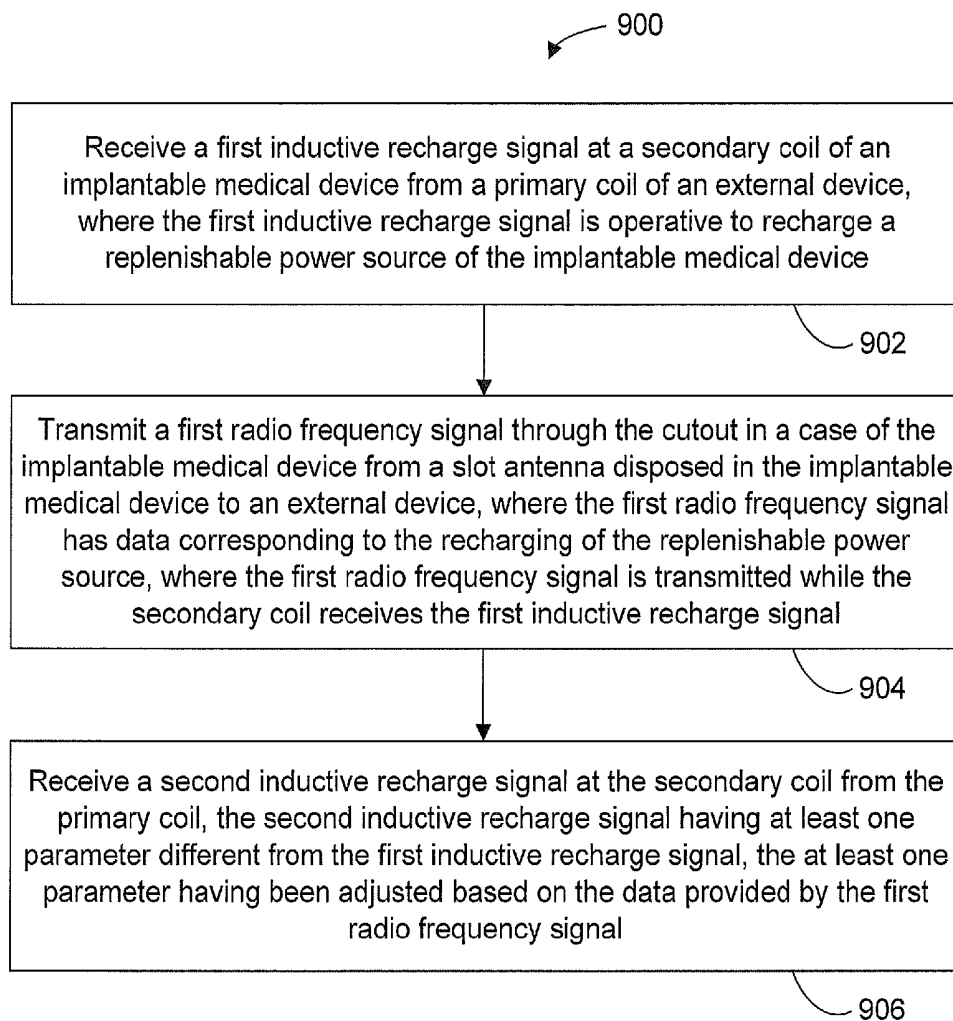 900
Receive a first inductive recharge signal at a secondary coil of an
implantable medical device from a primary coil of an external device,
where the first inductive recharge signal is operative to recharge a
replenishable power source of the implantable medical device
902
Transmit a first radio frequency signal through the cutout in a case of the
implantable medical device from a slot antenna disposed in the implantable
medical device to an external device, where the first radio frequency signal
has data corresponding to the recharging of the replenishable power
source, where the first radio frequency signal is transmitted while the
secondary coil receives the first inductive recharge signal
904
Receive a second inductive recharge signal at the secondary coil from the
primary coil, the second inductive recharge signal having at least one
parameter different from the first inductive recharge signal, the at least one
parameter having been adjusted based on the data provided by the first
radio frequency signal
906